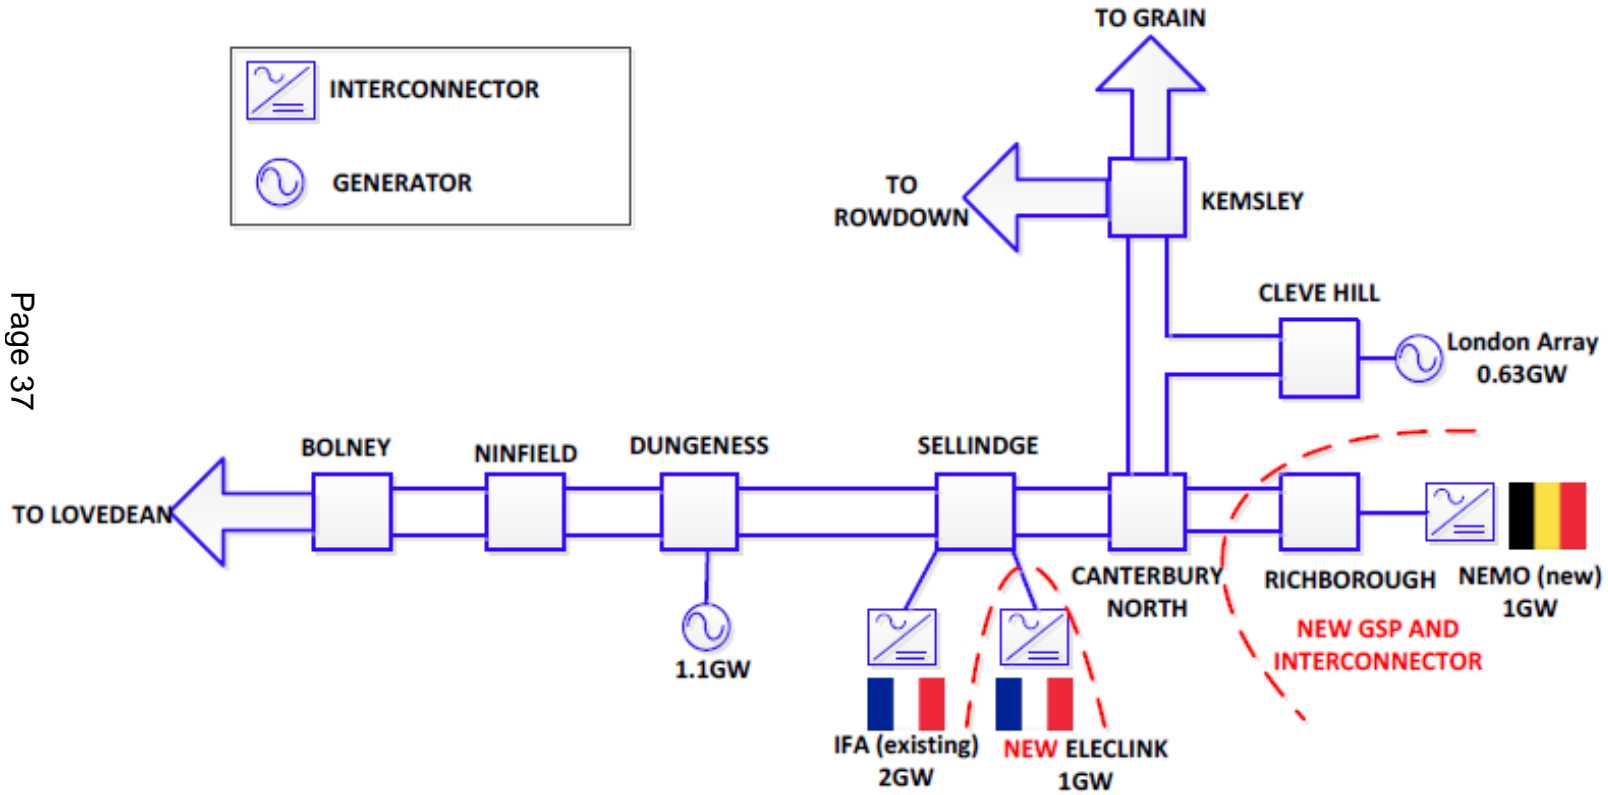 TO GRAIN
INTERCONNECTOR
GENERATOR
TO
ROWDOWN
KEMSLEY
CLEVE HILL
London Array
0.63GW
Page 37
BOLNEY
NINFIELD
DUNGENESS
SELLINDGE
TO LOVEDEAN
CANTERBURY
NORTH
RICHBOROUGH
NEMO (new)
1GW
NEW GSP AND
INTERCONNECTOR
1.1GW
IFA (existing)
2GW
NEW ELECLINK
1GW